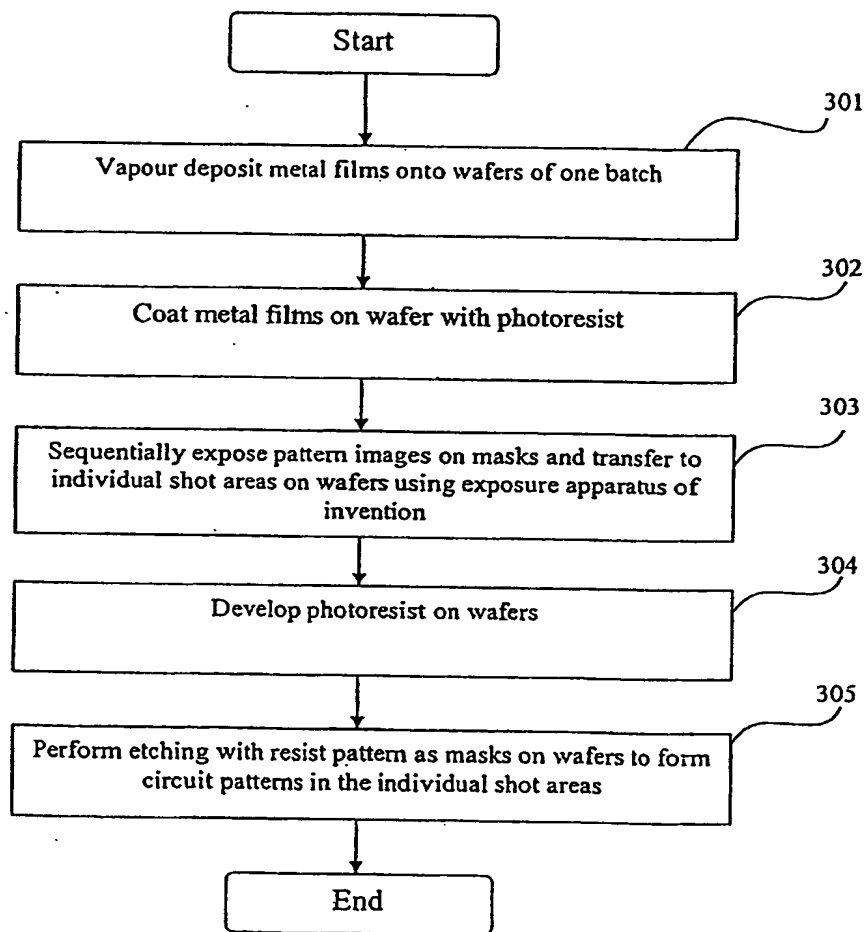 Start
301
Vapour deposit metal films onto wafers of one batch
302
Coat metal films on wafer with photoresist
303
Sequentially expose pattern images on masks and transfer to
individual shot areas on wafers using exposure apparatus of
invention
304
Develop photoresist on wafers
305
Perform etching with resist pattern as masks on wafers to form
circuit patterns in the individual shot areas
End